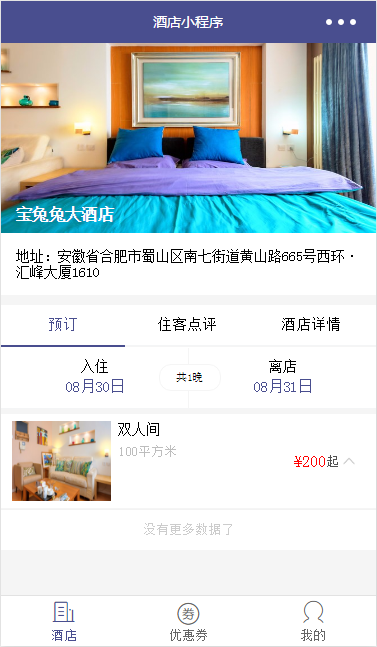 酒店小程序
宝兔兔大酒店
地址：安徽省合肥市蜀山区南七街道黄山路665号西环·
汇峰大厦1610
预订 住客点评 酒店详情
入住 离店
08月30日 共1晚 08月31日
双人间
100平方米
¥200起
没有更多数据了
券
酒店 优惠券 我的